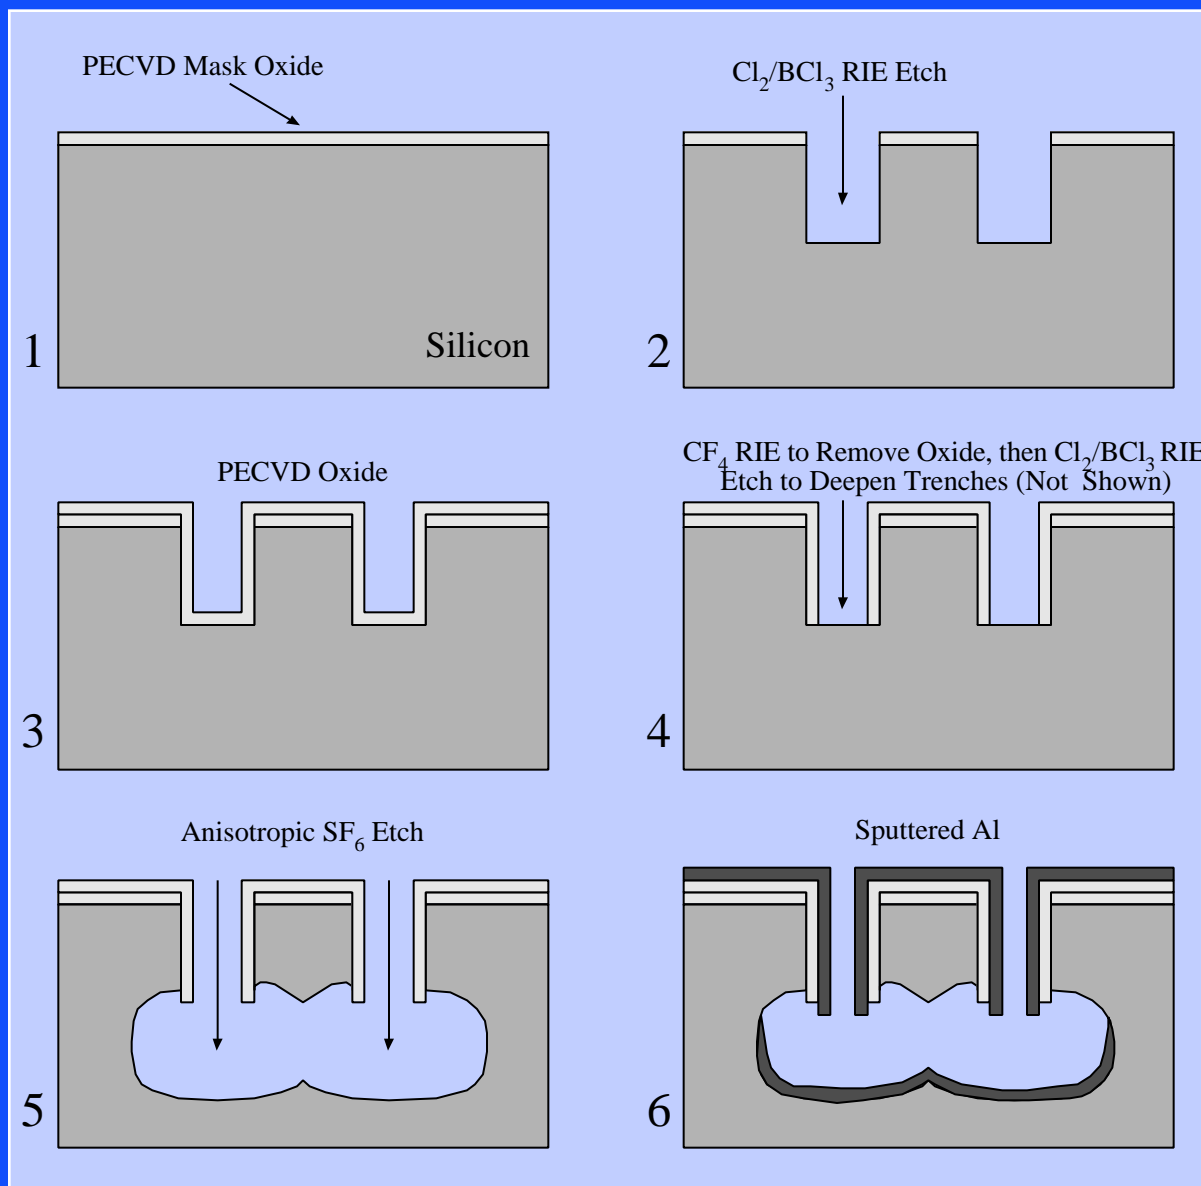 PECVD Mask Oxide
Cl₂/BCl₃ RIE Etch
Silicon
1
2
PECVD Oxide
CF₄ RIE to Remove Oxide, then Cl₂/BCl₃ RIE
Etch to Deepen Trenches (Not Shown)
3
4
Anisotropic SF₆ Etch
Sputtered Al
5
6